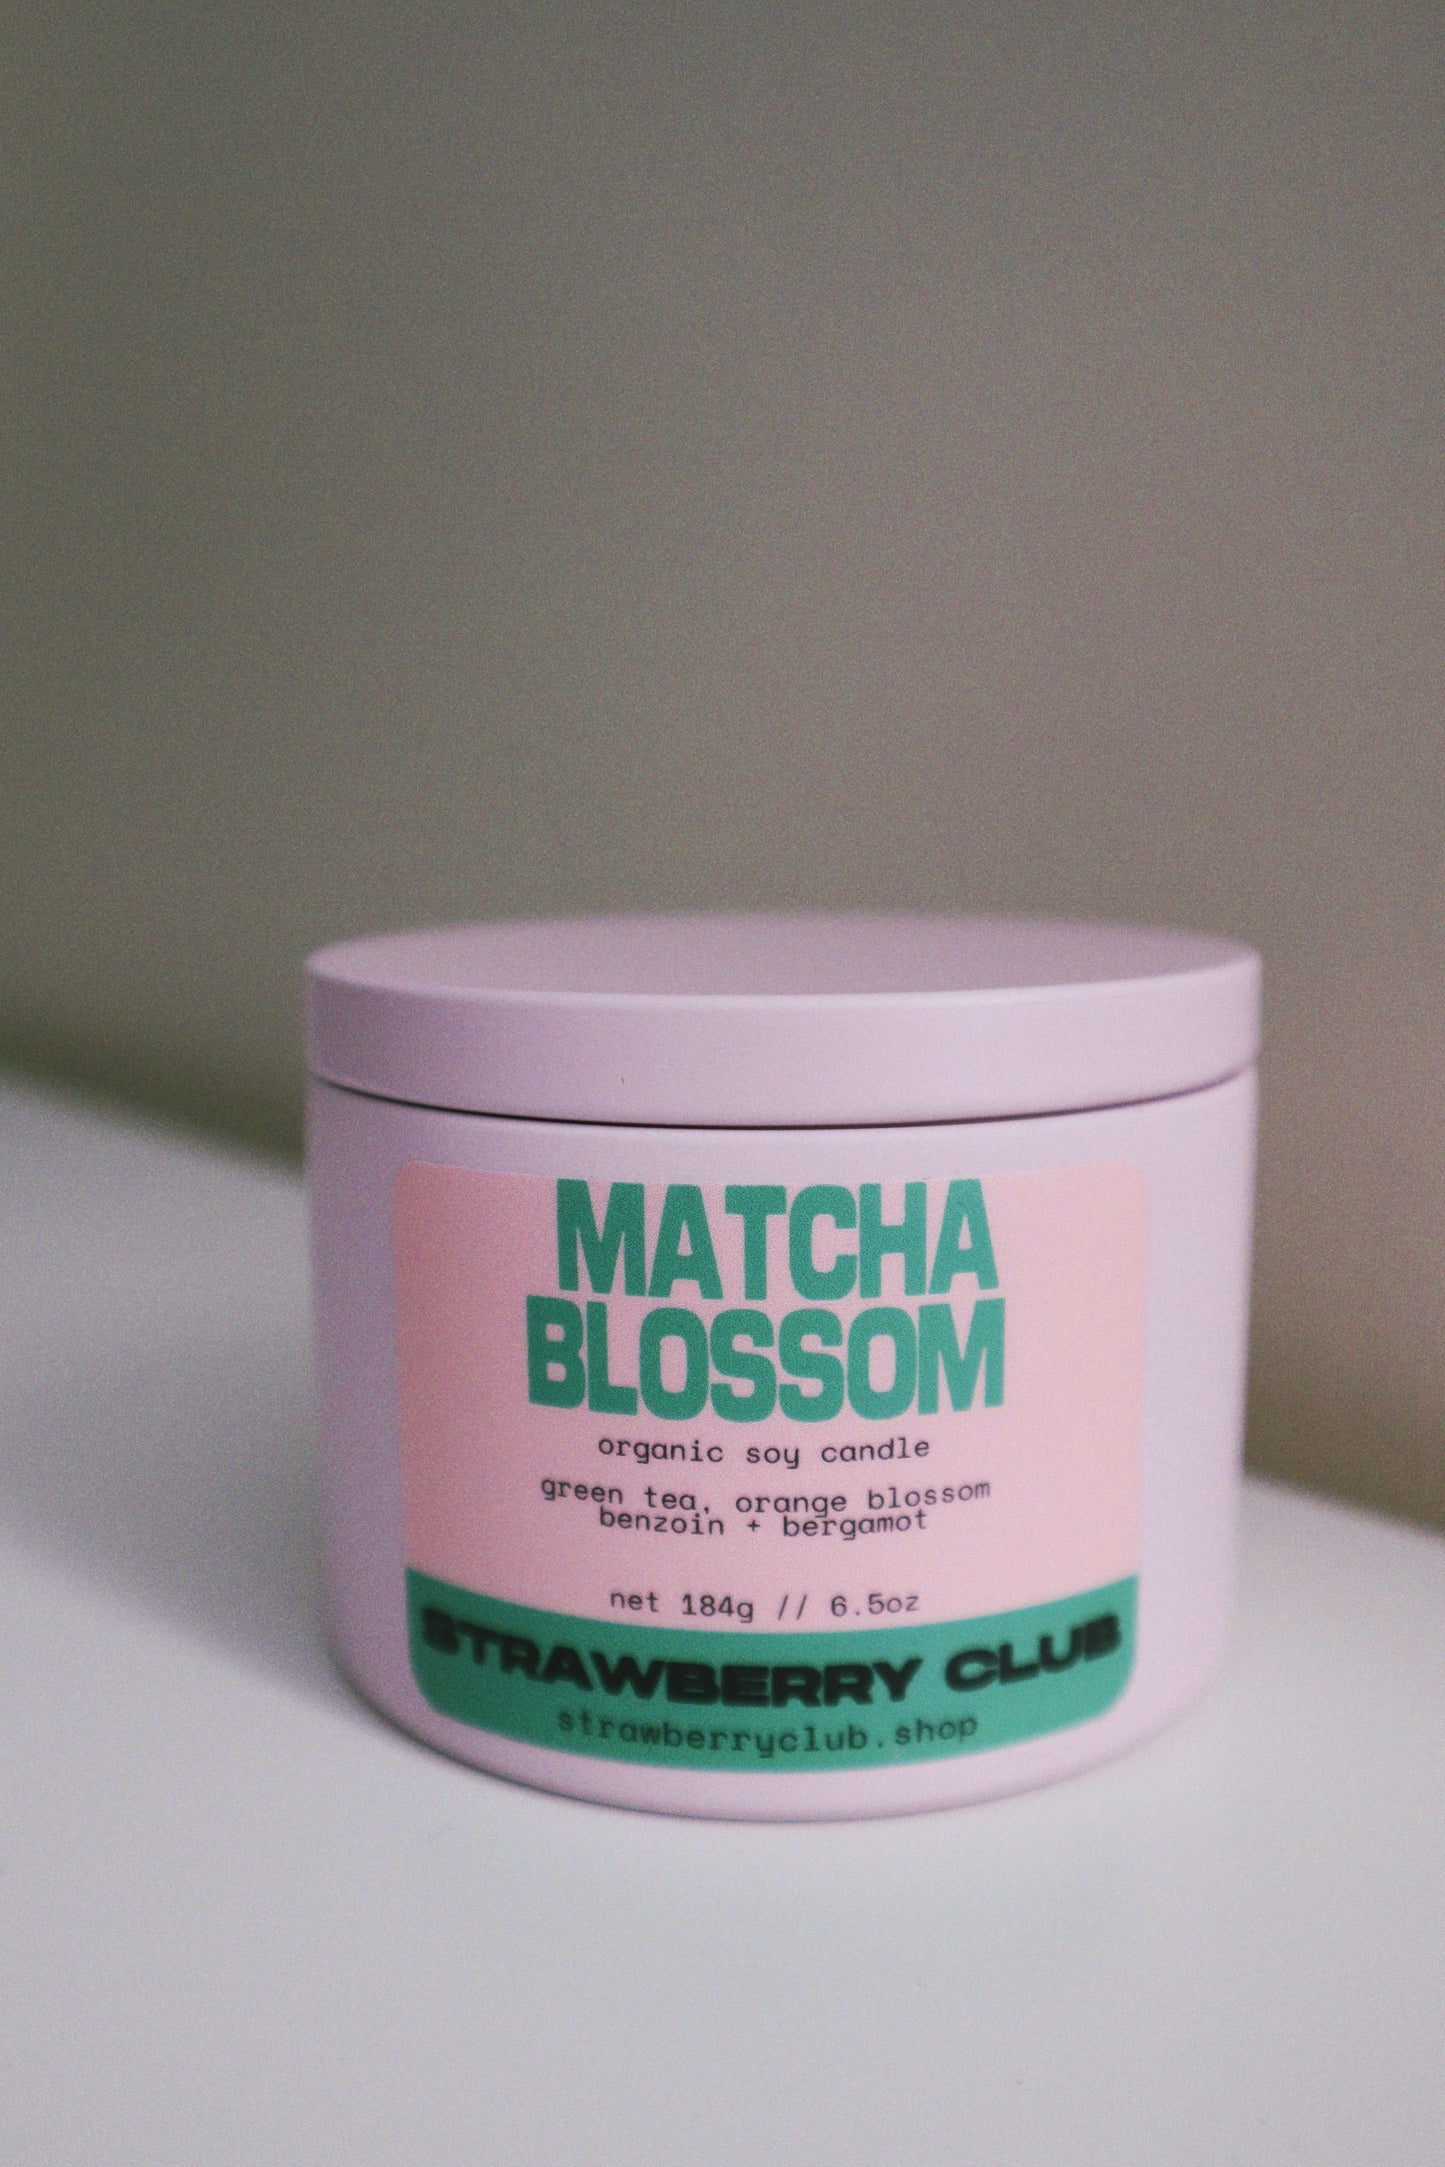 MATCHA
BLOSSOM
organic soy candle
green tea, orange blossom
benzoin + bergamot
net 184g // 6.5oz
STRAWBERRY CLUB
strawberryclub.shop